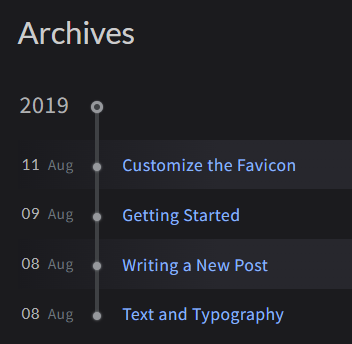 Archives
2019
11 Aug Customize the Favicon
09 Aug Getting Started
08 Aug Writing a New Post
08 Aug Text and Typography